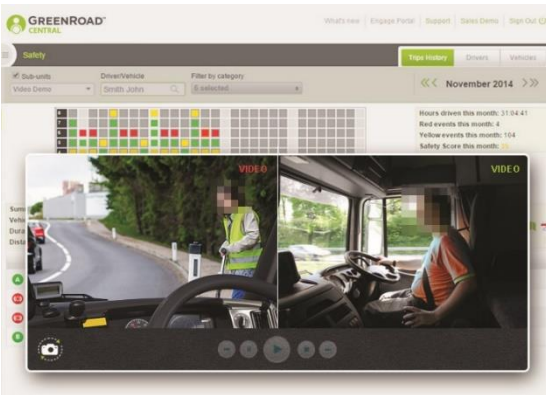 GREENROAD
CENTRAL
What's new Engage Portal Support Sales Demo Sign Out
Safety
Trips History Drivers Vehicles
Sub-units Driver/Vehicle Filter by category
Video Demo Smith John 5 selected x
November 2014
Hours driven this month: 31:04:41
Red events this month: 4
Yellow events this month: 104
Safety Score this month:
VIDEO VIDEO